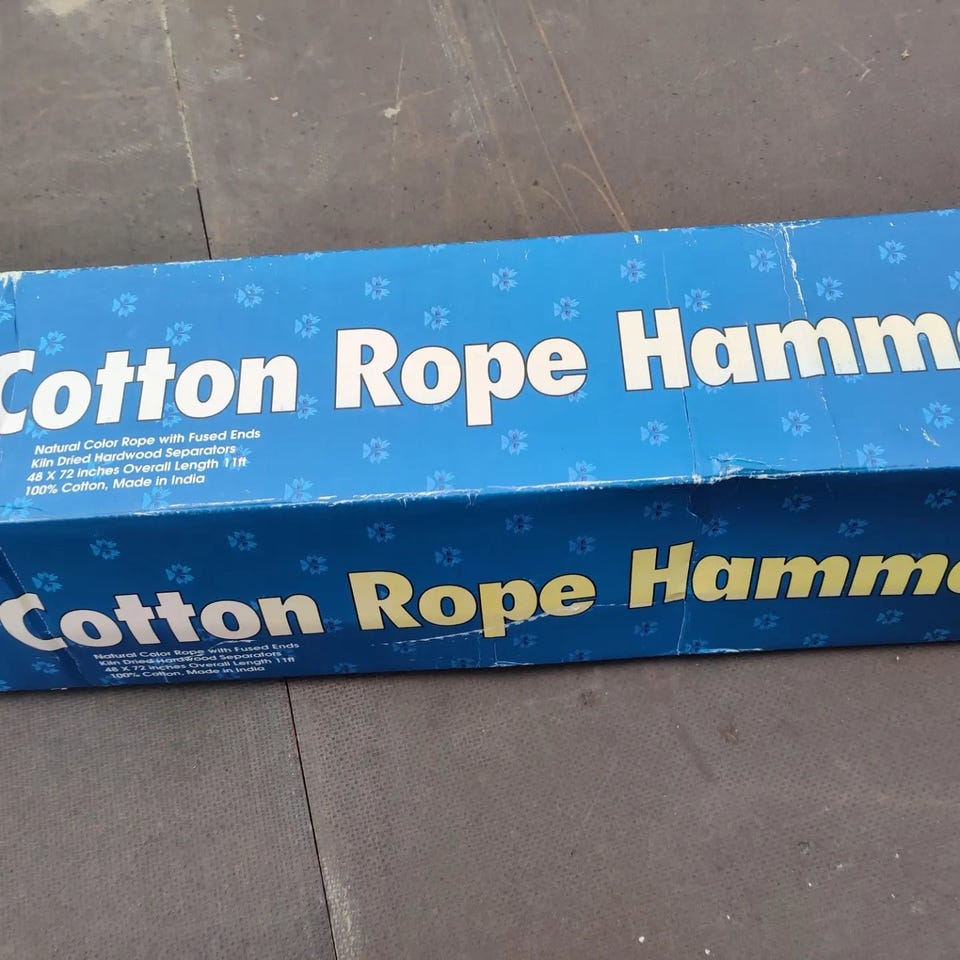 Cotton Rope Hamm
Natural Color Rope with Fused Ends
Kiln Dried Hardwood Separators
48 X 72 inches Overall Length 11ft
100% Cotton, Made in India
Cotton Rope Hamm
Natural Color Rope with Fused Ends
Kiln Dried Hardwood Separators
48 X 72 inches Overall Length 11ft
100% Cotton, Made in India